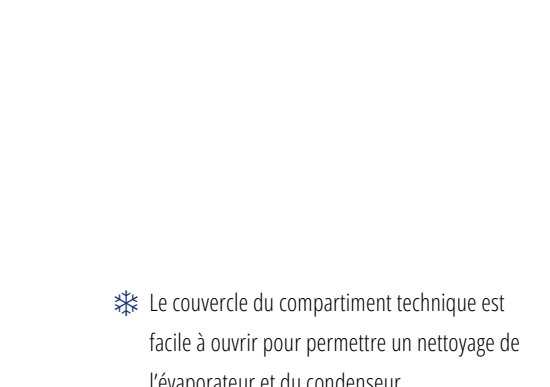 Le couvercle du compartiment technique est
facile à ouvrir pour permettre un nettoyage de
l'évaporateur et du condenseur